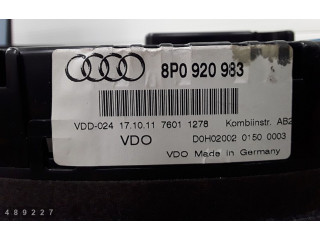 8P0 920 983
VDD-024 17.10.11 7601 1278 Kombiinstr. AB2
VDO D0H02002 0150 0003
VDO Made in Germany
489227